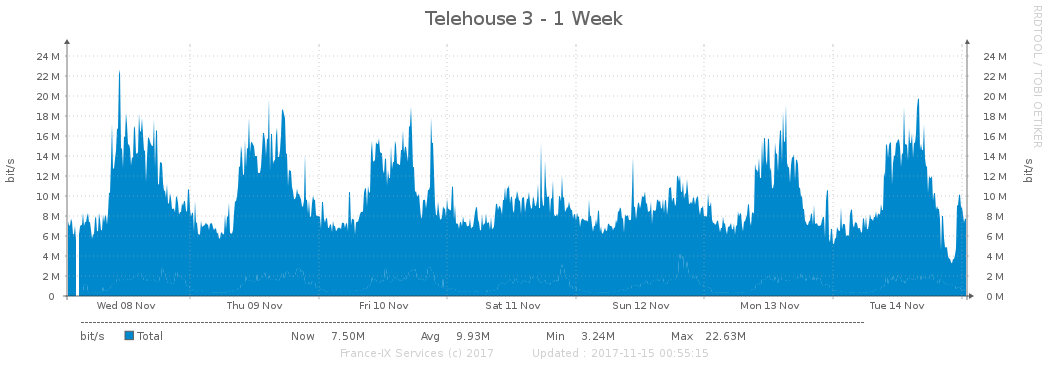 Telehouse 3 - 1 Week
RRDTOOL / TOBI OETIKER
bit/s
24 M 24 M
22 M 22 M
20 M 20 M
18 M 18 M
16 M 16 M
14 M 14 M
12 M 12 M
10 M 10 M
8 M 8 M
6 M 6 M
4 M 4 M
2 M 2 M
0 0 M
bit/s
Wed 08 Nov Thu 09 Nov Fri 10 Nov Sat 11 Nov Sun 12 Nov Mon 13 Nov Tue 14 Nov
bit/s Total Now 7.50M Avg 9.93M Min 3.24M Max 22.63M
France-IX Services (c) 2017 Updated : 2017-11-15 00:55:15